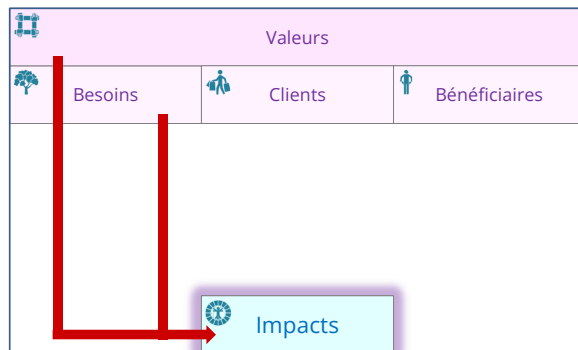 Valeurs
Besoins
Clients
Bénéficiaires
Impacts